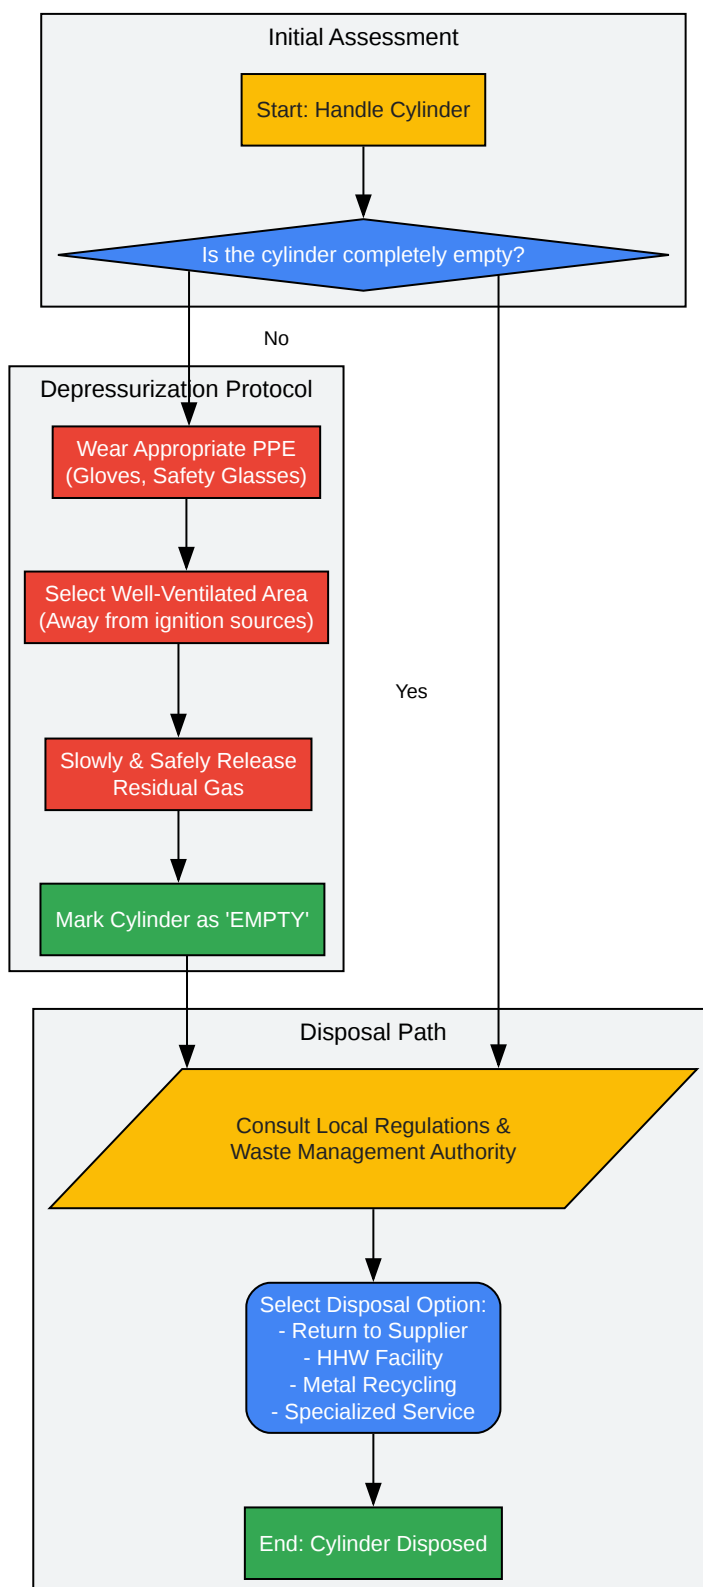 Initial Assessment
Start: Handle Cylinder
Is the cylinder completely empty?
No
Depressurization Protocol
Wear Appropriate PPE
(Gloves, Safety Glasses)
Select Well-Ventilated Area
(Away from ignition sources)
Yes
Slowly & Safely Release
Residual Gas
Mark Cylinder as 'EMPTY'
Disposal Path
Consult Local Regulations &
Waste Management Authority
Select Disposal Option:
- Return to Supplier
- HHW Facility
- Metal Recycling
- Specialized Service
End: Cylinder Disposed